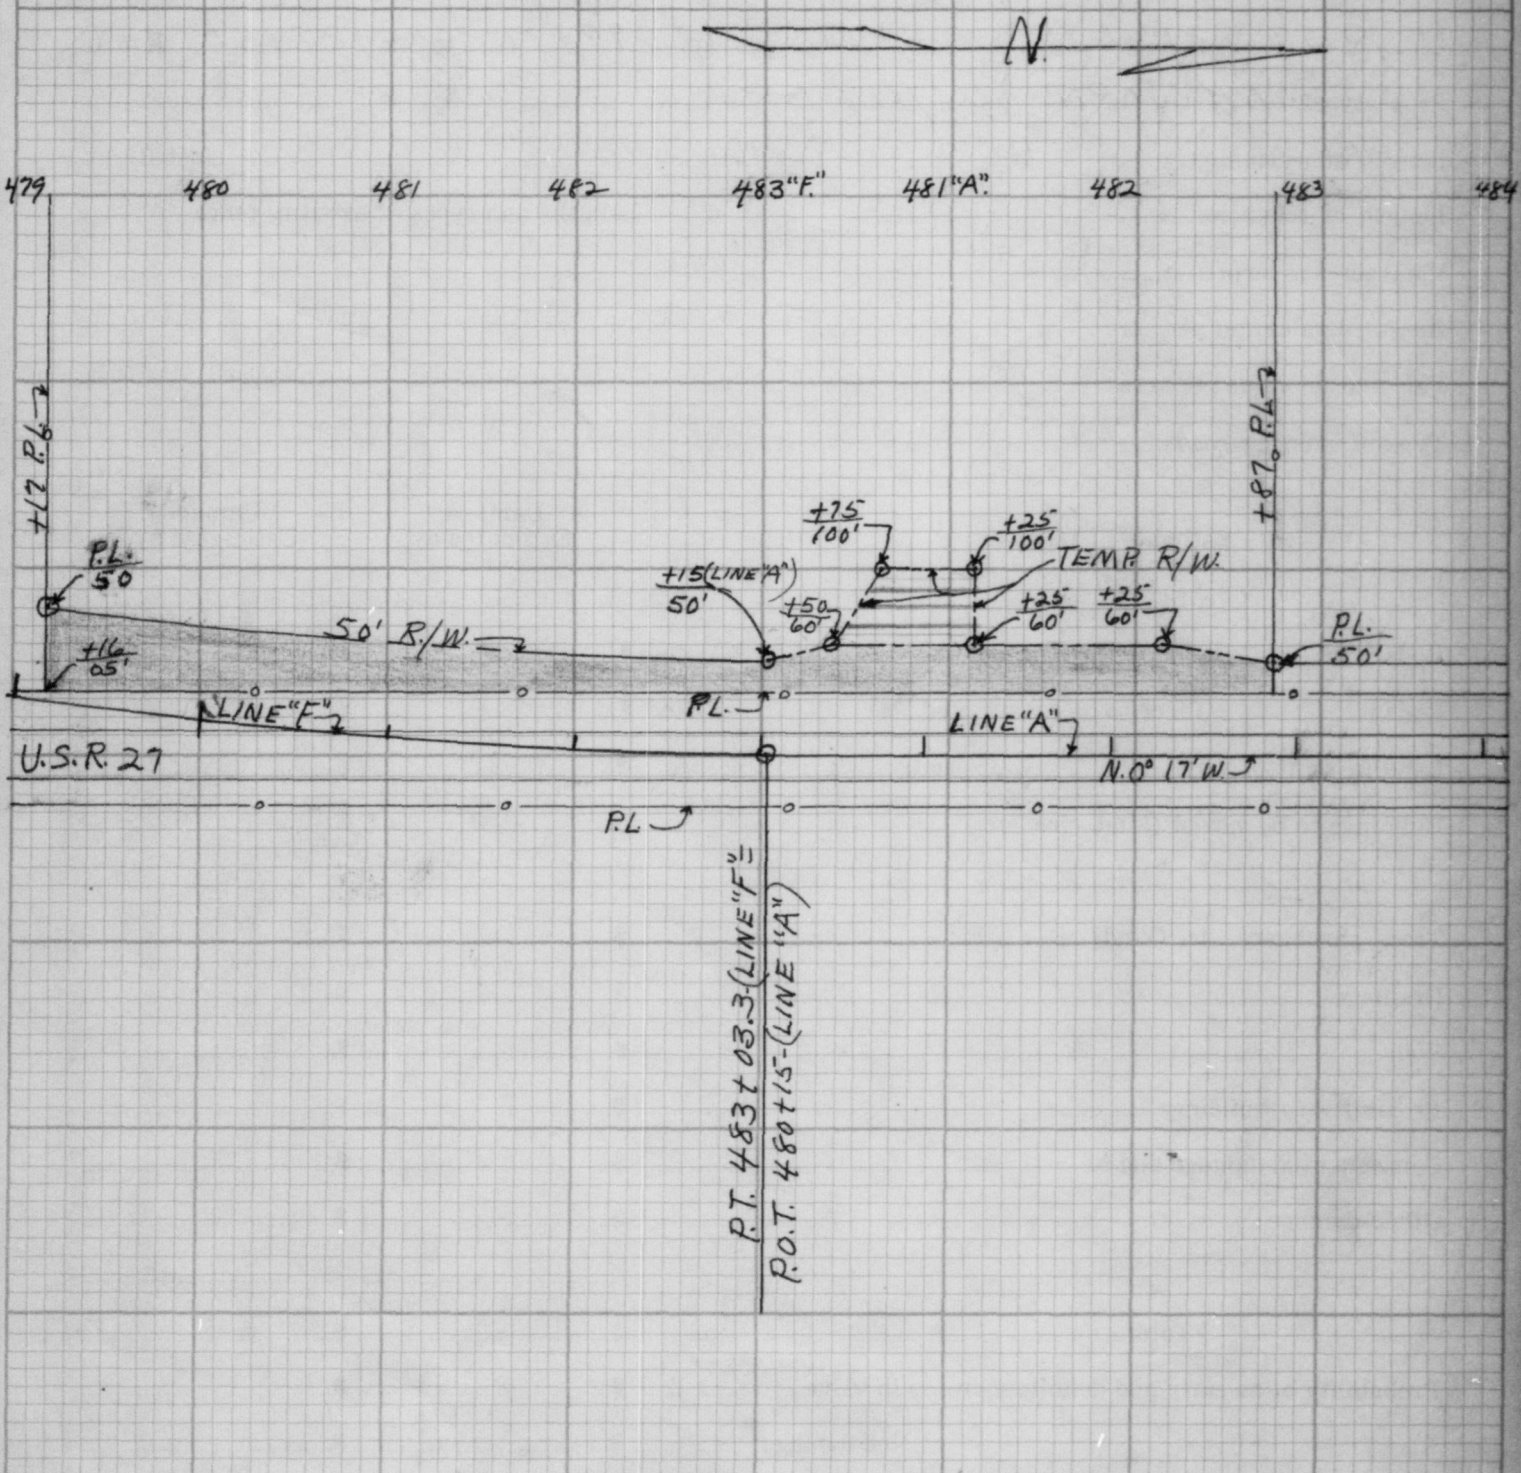 N.
479 480 481 482 483"F." 481"A". 482 483 484
+17 P.L.
+87 P.L.
+75
100'
+25
100'
TEMP. R/W.
P.L.
50
+15(LINE"A")
50'
+50
60'
+25
60'
+25
60'
P.L.
50'
50' R/W.
+16
05'
P.L.
LINE"F"
LINE"A"
U.S.R. 27
N.0° 17' W.
P.L.
P.T. 483+03.3-(LINE"F"=
P.O.T. 480+15-(LINE "A")